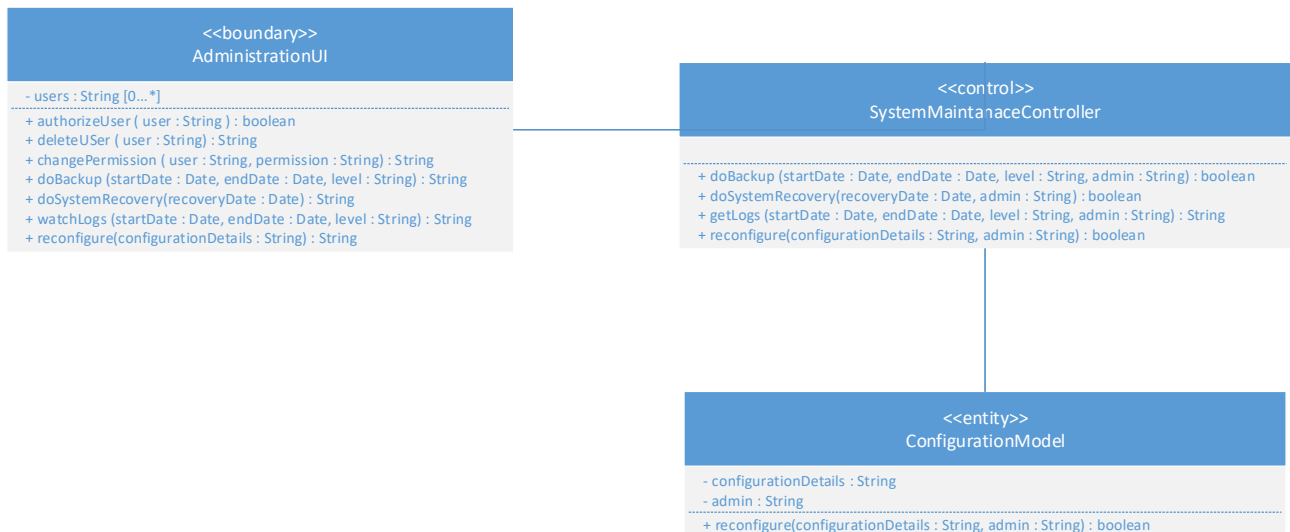 <<boundary>>
AdministrationUI
- users : String [0...*]
+ authorizeUser ( user : String ) : boolean
+ deleteUSer ( user : String) : String
+ changePermission ( user : String, permission : String) : String
+ doBackup (startDate : Date, endDate : Date, level : String) : String
+ doSystemRecovery(recoveryDate : Date) : String
+ watchLogs (startDate : Date, endDate : Date, level : String) : String
+ reconfigure(configurationDetails : String) : String
<<control>>
SystemMaintanaceController
+ doBackup (startDate : Date, endDate : Date, level : String, admin : String) : boolean
+ doSystemRecovery(recoveryDate : Date, admin : String) : boolean
+ getLogs (startDate : Date, endDate : Date, level : String, admin : String) : String
+ reconfigure(configurationDetails : String, admin : String) : boolean
<<entity>>
ConfigurationModel
- configurationDetails : String
- admin : String
+ reconfigure(configurationDetails : String, admin : String) : boolean